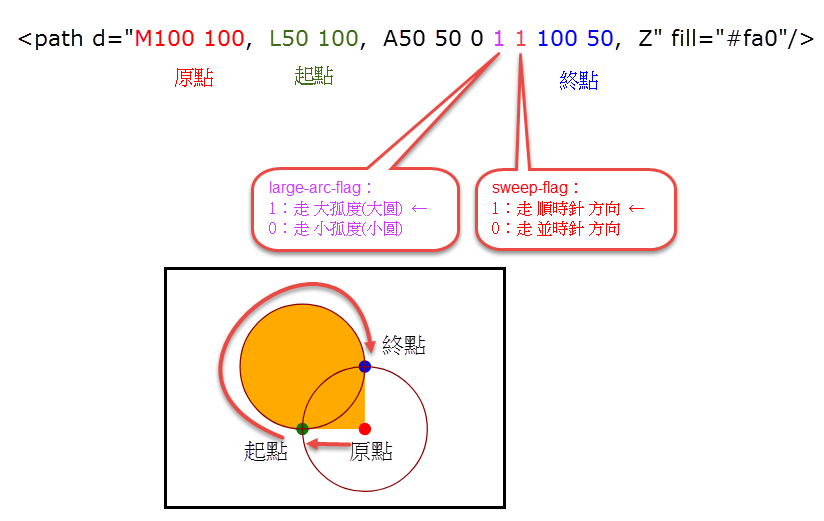 <path d="M100 100, L50 100, A50 50 0 1 1 100 50, Z" fill="#fa0"/>
原點
起點
終點
large-arc-flag：
1：走 大孤度(大圓) ←
0：走 小孤度(小圓)
sweep-flag：
1：走 順時針 方向 ←
0：走 並時針 方向
終點
起點
原點